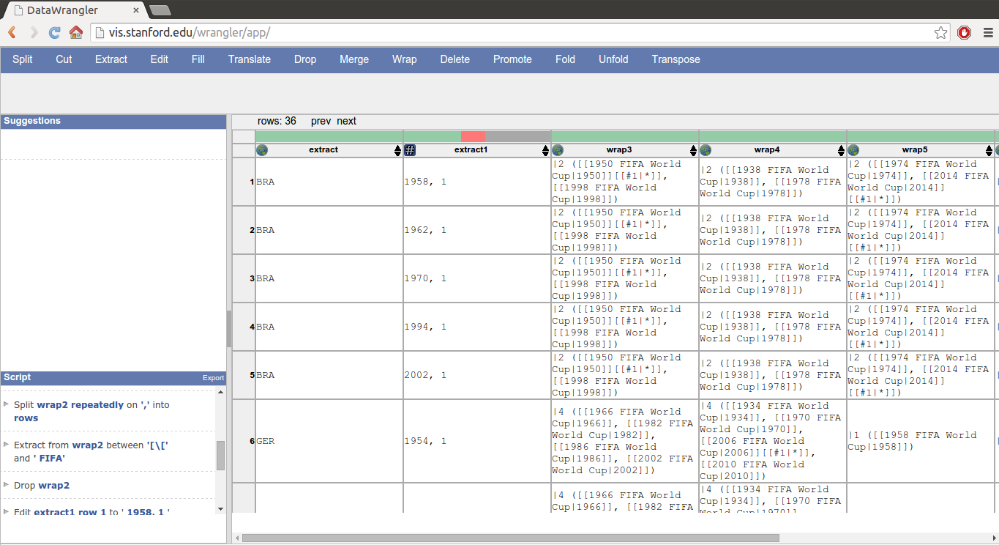 DataWrangler ×
vis.stanford.edu/wrangler/app/
Split Cut Extract Edit Fill Translate Drop Merge Wrap Delete Promote Fold Unfold Transpose
Suggestions
rows: 36 prev next
extract # extract1 wrap3 wrap4 wrap5
1 BRA
1958, 1
|2 ([[1950 FIFA World
Cup|1950]][[#1|*]],
[[1998 FIFA World
Cup|1998]])
|2 ([[1938 FIFA World
Cup|1938]], [[1978 FIFA
World Cup|1978]])
|2 ([[1974 FIFA World
Cup|1974]], [[2014 FIFA
World Cup|2014]]
[[#1|*]])
2 BRA
1962, 1
|2 ([[1950 FIFA World
Cup|1950]][[#1|*]],
[[1998 FIFA World
Cup|1998]])
|2 ([[1938 FIFA World
Cup|1938]], [[1978 FIFA
World Cup|1978]])
|2 ([[1974 FIFA World
Cup|1974]], [[2014 FIFA
World Cup|2014]]
[[#1|*]])
3 BRA
1970, 1
|2 ([[1950 FIFA World
Cup|1950]][[#1|*]],
[[1998 FIFA World
Cup|1998]])
|2 ([[1938 FIFA World
Cup|1938]], [[1978 FIFA
World Cup|1978]])
|2 ([[1974 FIFA World
Cup|1974]], [[2014 FIFA
World Cup|2014]]
[[#1|*]])
4 BRA
1994, 1
|2 ([[1950 FIFA World
Cup|1950]][[#1|*]],
[[1998 FIFA World
Cup|1998]])
|2 ([[1938 FIFA World
Cup|1938]], [[1978 FIFA
World Cup|1978]])
|2 ([[1974 FIFA World
Cup|1974]], [[2014 FIFA
World Cup|2014]]
[[#1|*]])
5 BRA
2002, 1
|2 ([[1950 FIFA World
Cup|1950]][[#1|*]],
[[1998 FIFA World
Cup|1998]])
|2 ([[1938 FIFA World
Cup|1938]], [[1978 FIFA
World Cup|1978]])
|2 ([[1974 FIFA World
Cup|1974]], [[2014 FIFA
World Cup|2014]]
[[#1|*]])
6 GER
1954, 1
|4 ([[1966 FIFA World
Cup|1966]], [[1982 FIFA
World Cup|1982]],
[[1986 FIFA World
Cup|1986]], [[2002 FIFA
World Cup|2002]])
|4 ([[1934 FIFA World
Cup|1934]], [[1970 FIFA
World Cup|1970]],
[[2006 FIFA World
Cup|2006]][[#1|*]],
[[2010 FIFA World
Cup|2010]])
|1 ([[1958 FIFA World
Cup|1958]])
|4 ([[1966 FIFA World
Cup|1966]], [[1982 FIFA
|4 ([[1934 FIFA World
Cup|1934]], [[1970 FIFA
World Cup|1970]],
Script Export
Split wrap2 repeatedly on ',' into
rows
Extract from wrap2 between '[\['
and ' FIFA'
Drop wrap2
Edit extract1 row 1 to ' 1958, 1 '